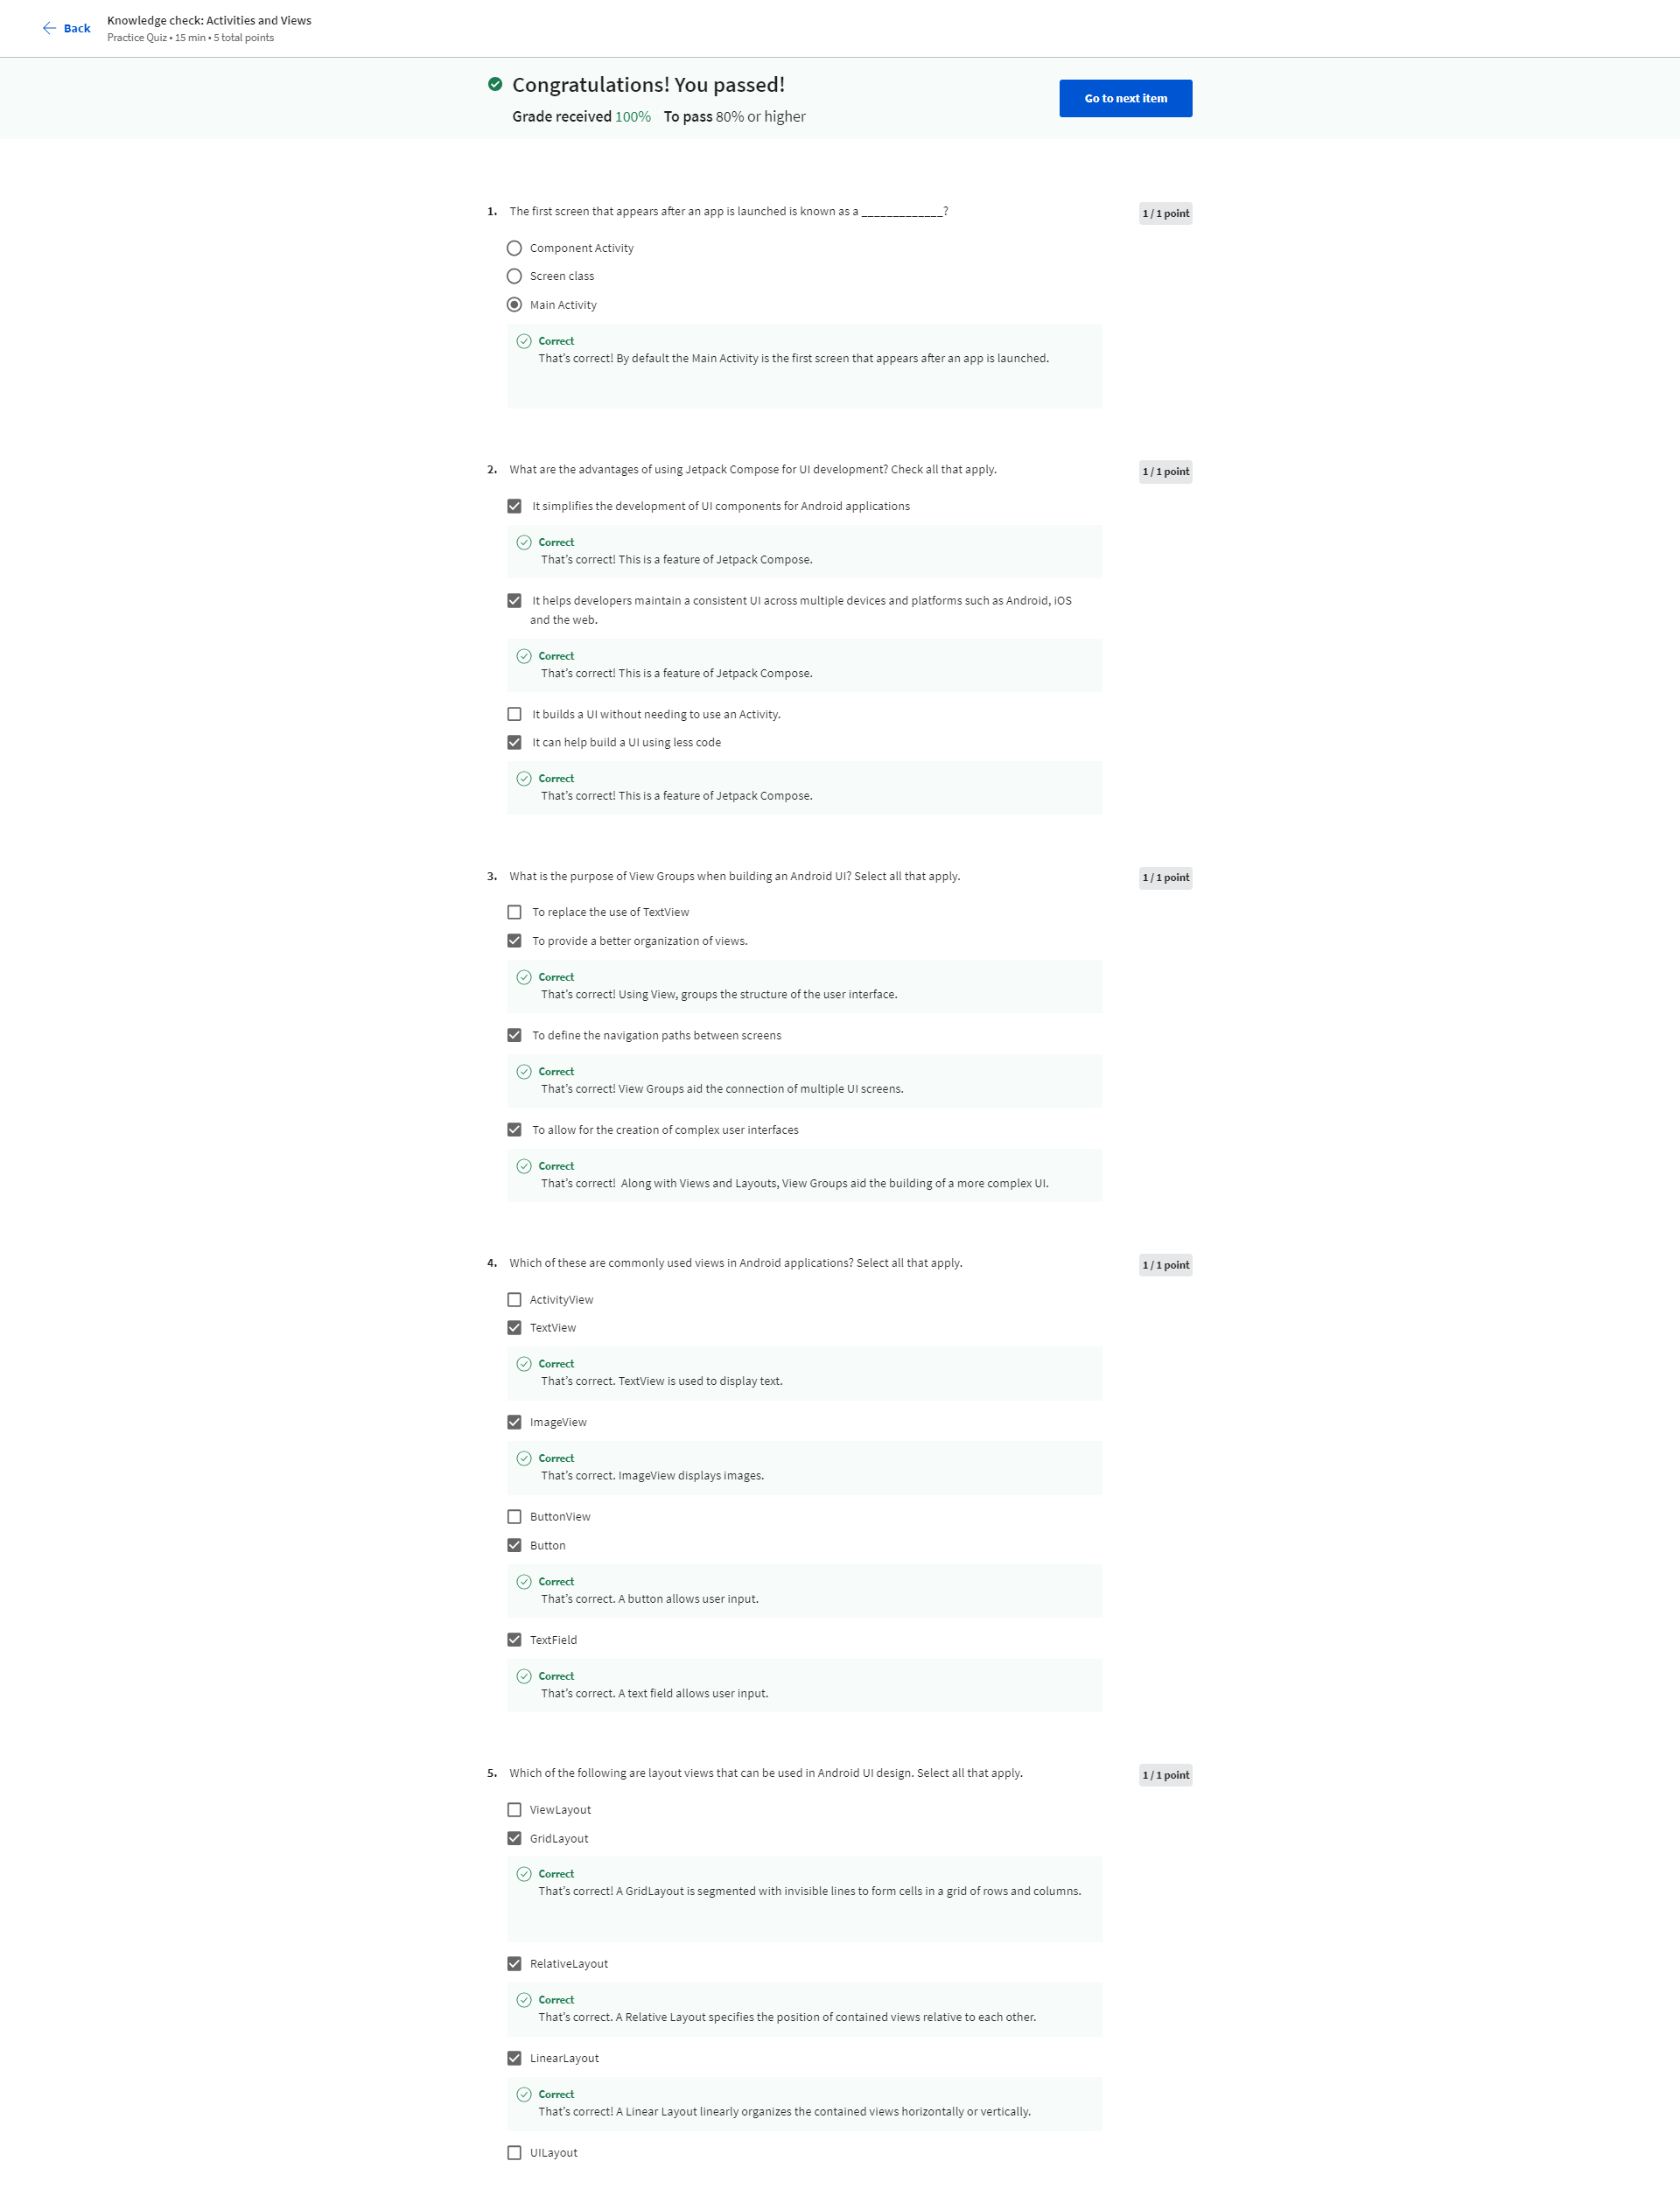 Back
Knowledge check: Activities and Views
Practice Quiz • 15 min • 5 total points
Congratulations! You passed!
Grade received 100% To pass 80% or higher
Go to next item
1. The first screen that appears after an app is launched is known as a _____________?
1 / 1 point
Component Activity
Screen class
Main Activity
Correct
That's correct! By default the Main Activity is the first screen that appears after an app is launched.
2. What are the advantages of using Jetpack Compose for UI development? Check all that apply.
1 / 1 point
It simplifies the development of UI components for Android applications
Correct
That's correct! This is a feature of Jetpack Compose.
It helps developers maintain a consistent UI across multiple devices and platforms such as Android, iOS
and the web.
Correct
That's correct! This is a feature of Jetpack Compose.
It builds a UI without needing to use an Activity.
It can help build a UI using less code
Correct
That's correct! This is a feature of Jetpack Compose.
3. What is the purpose of View Groups when building an Android UI? Select all that apply.
1 / 1 point
To replace the use of TextView
To provide a better organization of views.
Correct
That's correct! Using View, groups the structure of the user interface.
To define the navigation paths between screens
Correct
That's correct! View Groups aid the connection of multiple UI screens.
To allow for the creation of complex user interfaces
Correct
That's correct!  Along with Views and Layouts, View Groups aid the building of a more complex UI.
4. Which of these are commonly used views in Android applications? Select all that apply.
1 / 1 point
ActivityView
TextView
Correct
That's correct. TextView is used to display text.
ImageView
Correct
That's correct. ImageView displays images.
ButtonView
Button
Correct
That's correct. A button allows user input.
TextField
Correct
That's correct. A text field allows user input.
5. Which of the following are layout views that can be used in Android UI design. Select all that apply.
1 / 1 point
ViewLayout
GridLayout
Correct
That's correct! A GridLayout is segmented with invisible lines to form cells in a grid of rows and columns.
RelativeLayout
Correct
That's correct. A Relative Layout specifies the position of contained views relative to each other.
LinearLayout
Correct
That's correct! A Linear Layout linearly organizes the contained views horizontally or vertically.
UILayout